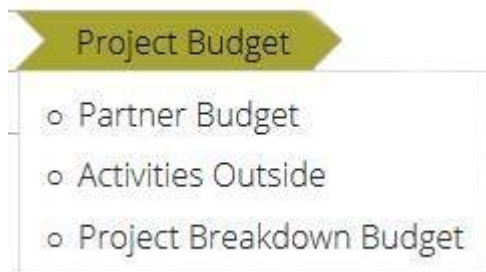 Project Budget
Partner Budget
Activities Outside
Project Breakdown Budget